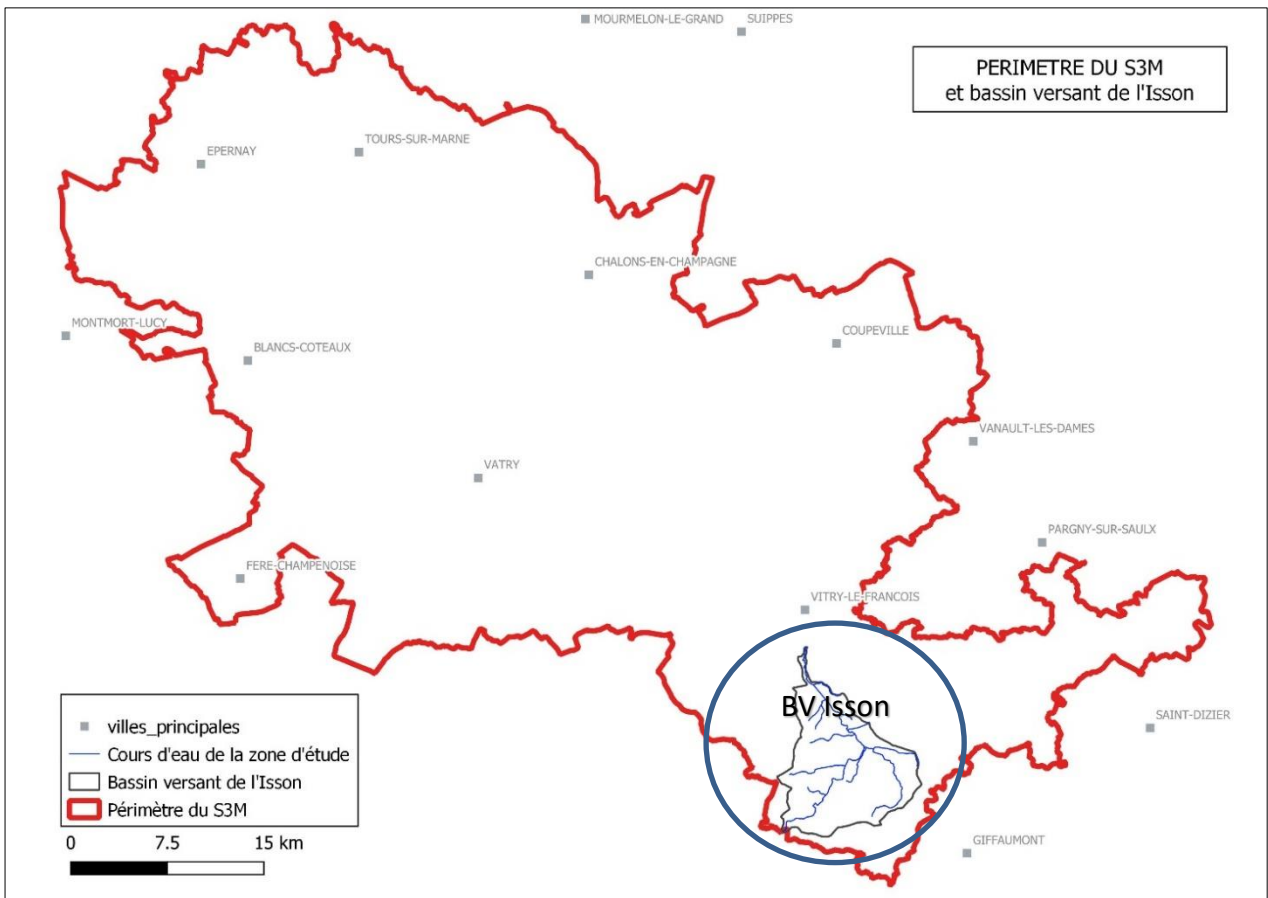 MOURMELON-LE-GRAND
SUIPPES
PERIMETRE DU S3M
et bassin versant de l'Isson
TOURS-SUR-MARNE
EPERNAY
CHALONS-EN-CHAMPAGNE
MONTMORT-LUCY
COUPEVILLE
BLANCS-COTEAUX
VANAULT-LES-DAMES
VATRY
PARGNY-SUR-SAULX
FERE-CHAMPENOISE
VITRY-LE-FRANCOIS
BV Isson
SAINT-DIZIER
GIFFAUMONT
villes_principales
Cours d'eau de la zone d'étude
Bassin versant de l'Isson
Périmètre du S3M
0 7.5 15 km